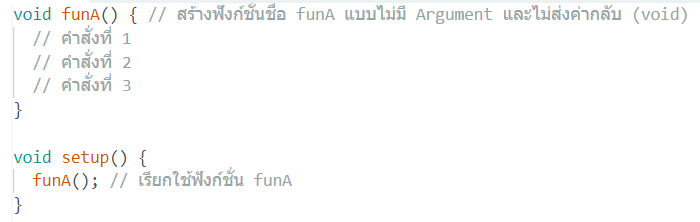 void funA() { // สร้างฟังก์ชั่นชื่อ funA แบบไม่มี Argument และไม่ส่งค่ากลับ (void)
  // คำสั่งที่ 1
  // คำสั่งที่ 2
  // คำสั่งที่ 3
}

void setup() {
  funA(); // เรียกใช้ฟังก์ชั่น funA
}